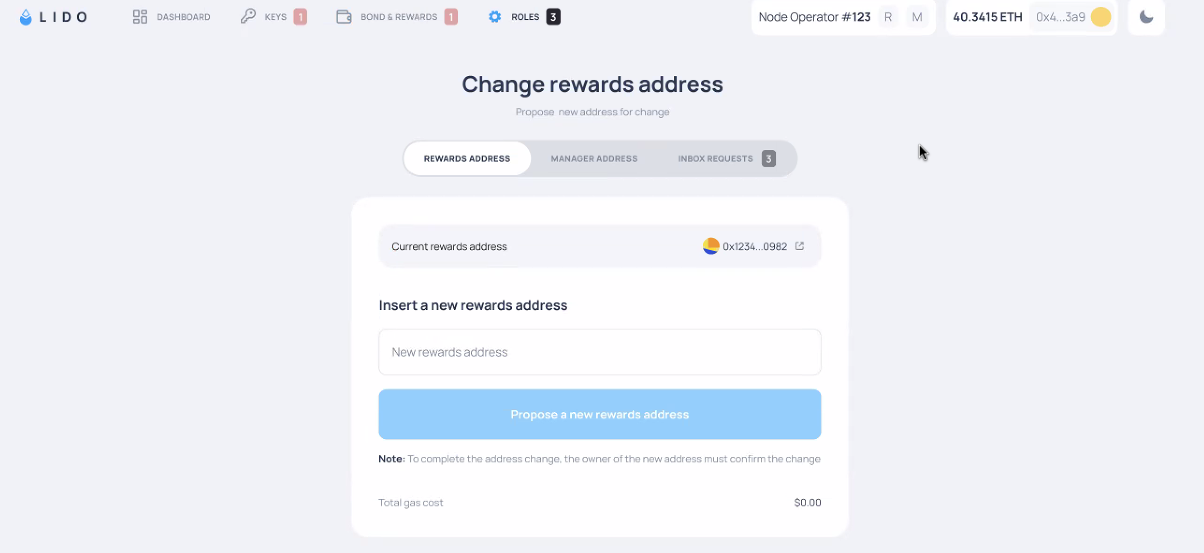 LIDO
DASHBOARD
KEYS 1
BOND & REWARDS 1
ROLES 3
Node Operator #123 R M
40.3415 ETH 0x4...3a9
Change rewards address
Propose new address for change
REWARDS ADDRESS
MANAGER ADDRESS
INBOX REQUESTS 3
Current rewards address
0x1234...0982
Insert a new rewards address
New rewards address
Propose a new rewards address
Note: To complete the address change, the owner of the new address must confirm the change
Total gas cost
$0.00